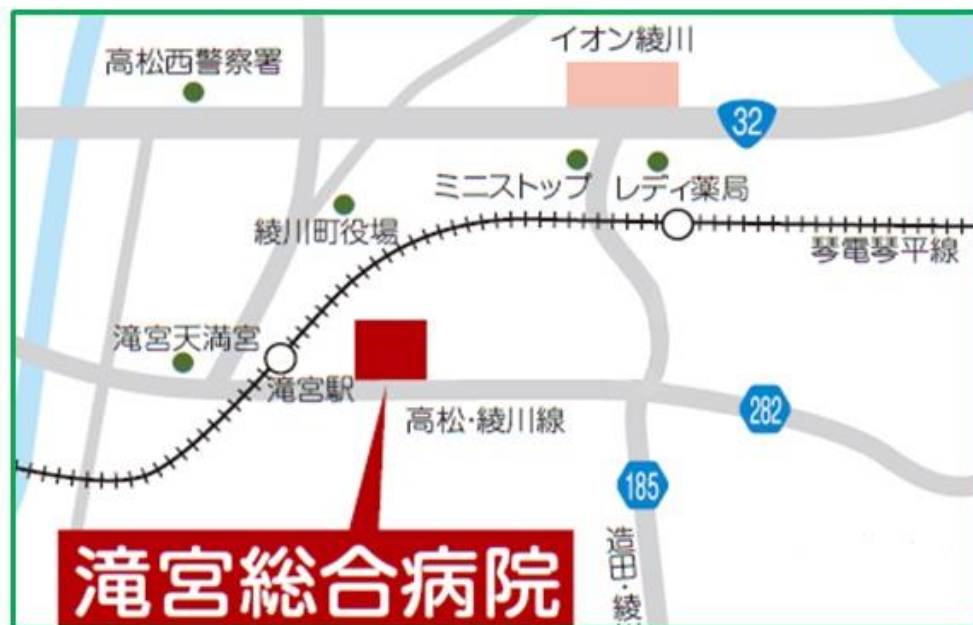 イオン綾川
高松西警察署
32
ミニストップ
レディ薬局
綾川町役場
琴電琴平線
滝宮天満宮
滝宮駅
高松・綾川線
282
185
滝宮総合病院
造田・綾川